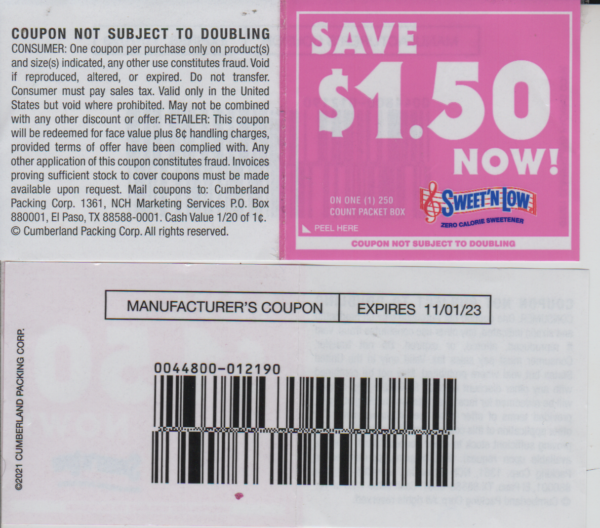 COUPON NOT SUBJECT TO DOUBLING
CONSUMER: One coupon per purchase only on product(s)
and size(s) indicated, any other use constitutes fraud. Void
if reproduced, altered, or expired. Do not transfer.
Consumer must pay sales tax. Valid only in the United
States but void where prohibited. May not be combined
with any other discount or offer. RETAILER: This coupon
will be redeemed for face value plus 8¢ handling charges,
provided terms of offer have been complied with. Any
other application of this coupon constitutes fraud. Invoices
proving sufficient stock to cover coupons must be made
available upon request. Mail coupons to: Cumberland
Packing Corp. 1361, NCH Marketing Services P.O. Box
880001, El Paso, TX 88588-0001. Cash Value 1/20 of 1¢.
© Cumberland Packing Corp. All rights reserved.
SAVE
$1.50
NOW!
ON ONE (1) 250
COUNT PACKET BOX
SWEET'N LOW
ZERO CALORIE SWEETENER
PEEL HERE
COUPON NOT SUBJECT TO DOUBLING
MANUFACTURER'S COUPON EXPIRES 11/01/23
0044800-012190
©2021 CUMBERLAND PACKING CORP.